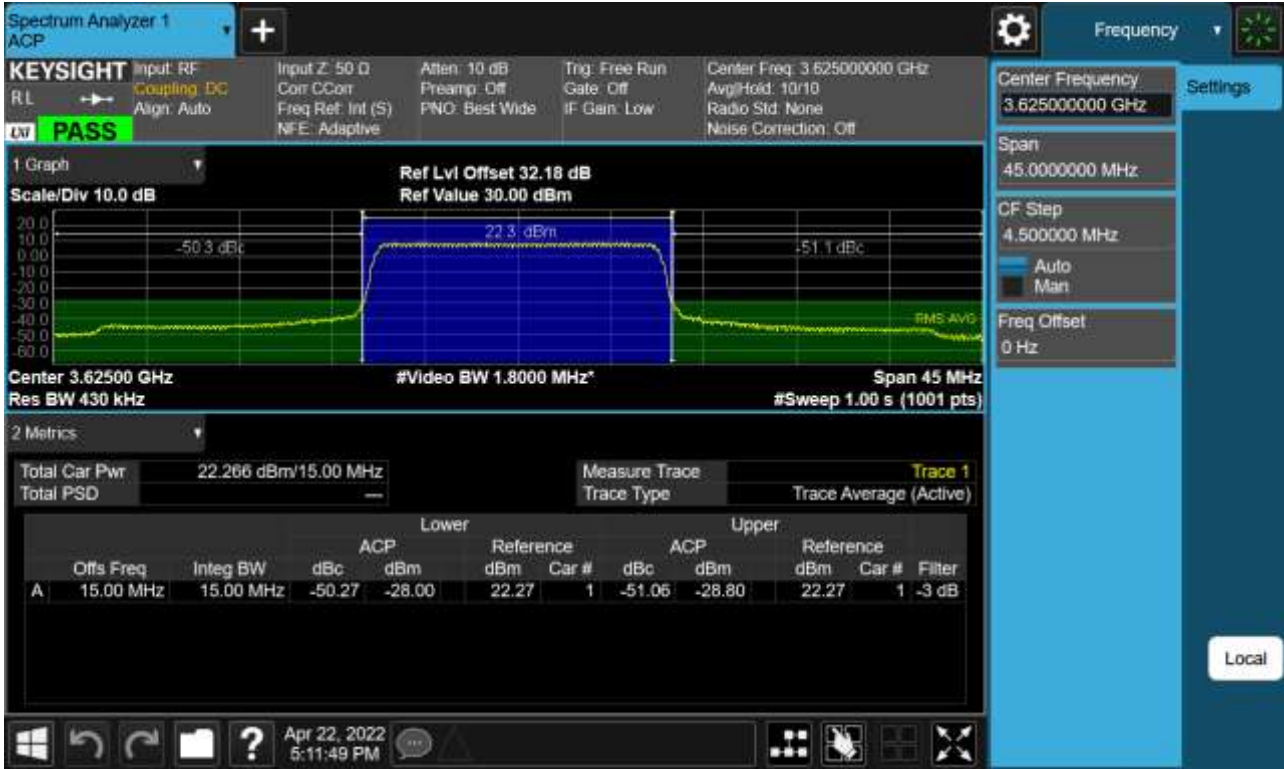 Spectrum Analyzer 1
ACP
+
Frequency
KEYSIGHT
RL
LXI
PASS
Input: RF
Coupling: DC
Align: Auto
Input Z: 50 Ω
Corr CCorr
Freq Ref: Int (S)
NFE: Adaptive
Atten: 10 dB
Preamp: Off
PNO: Best Wide
Trig: Free Run
Gate: Off
IF Gain: Low
Center Freq: 3.625000000 GHz
Avg|Hold: 10/10
Radio Std: None
Noise Correction: Off
Center Frequency
3.625000000 GHz
Settings
Span
45.0000000 MHz
CF Step
4.500000 MHz
Auto
Man
Freq Offset
0 Hz
1 Graph
Scale/Div 10.0 dB
Ref Lvl Offset 32.18 dB
Ref Value 30.00 dBm
20.0
10.0
0.00
-10.0
-20.0
-30.0
-40.0
-50.0
-60.0
-50.3 dBc
22.3 dBm
-51.1 dBc
RMS AVG
Center 3.62500 GHz #Video BW 1.8000 MHz* Span 45 MHz
Res BW 430 kHz #Sweep 1.00 s (1001 pts)
2 Metrics
Total Car Pwr 22.266 dBm/15.00 MHz Measure Trace Trace 1
Total PSD --- Trace Type Trace Average (Active)
Lower Upper
ACP Reference ACP Reference
Offs Freq Integ BW dBc dBm dBm Car # dBc dBm dBm Car # Filter
A 15.00 MHz 15.00 MHz -50.27 -28.00 22.27 1 -51.06 -28.80 22.27 1 -3 dB
Local
?
Apr 22, 2022
5:11:49 PM